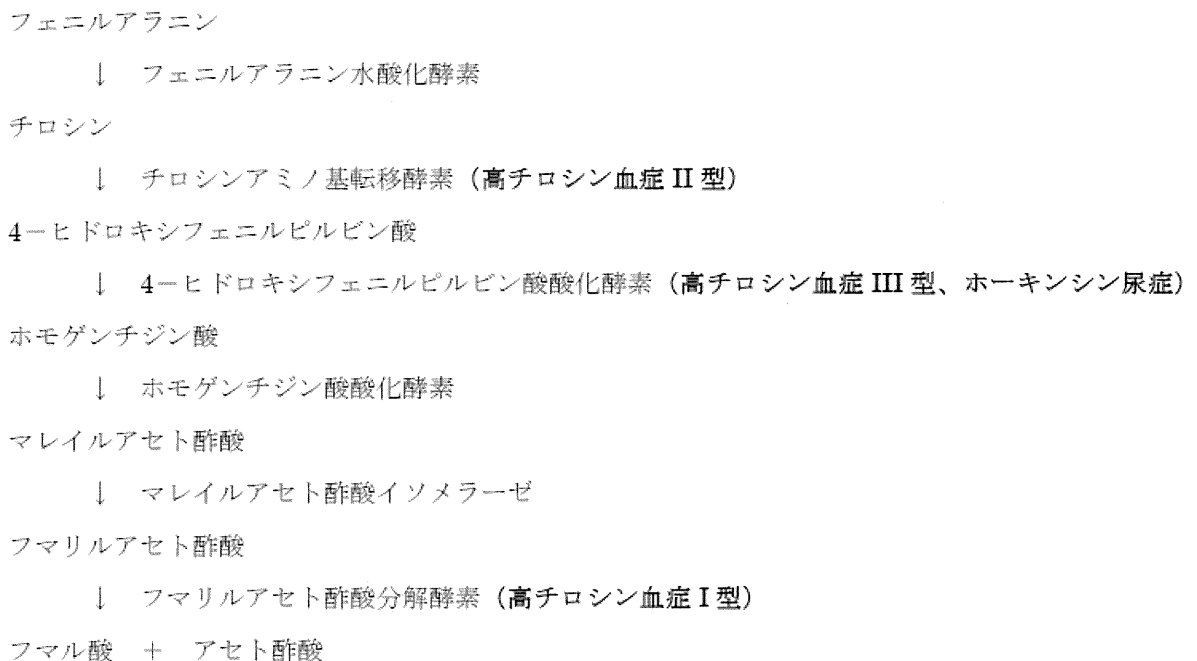 フェニルアラニン
↓ フェニルアラニン水酸化酵素
チロシン
↓ チロシンアミノ基転移酵素（高チロシン血症 II 型）
4－ヒドロキシフェニルピルビン酸
↓ 4－ヒドロキシフェニルピルビン酸酸化酵素（高チロシン血症 III 型、ホーキンシン尿症）
ホモゲンチジン酸
↓ ホモゲンチジン酸酸化酵素
マレイルアセト酢酸
↓ マレイルアセト酢酸イソメラーゼ
フマリルアセト酢酸
↓ フマリルアセト酢酸分解酵素（高チロシン血症 I 型）
フマル酸 ＋ アセト酢酸